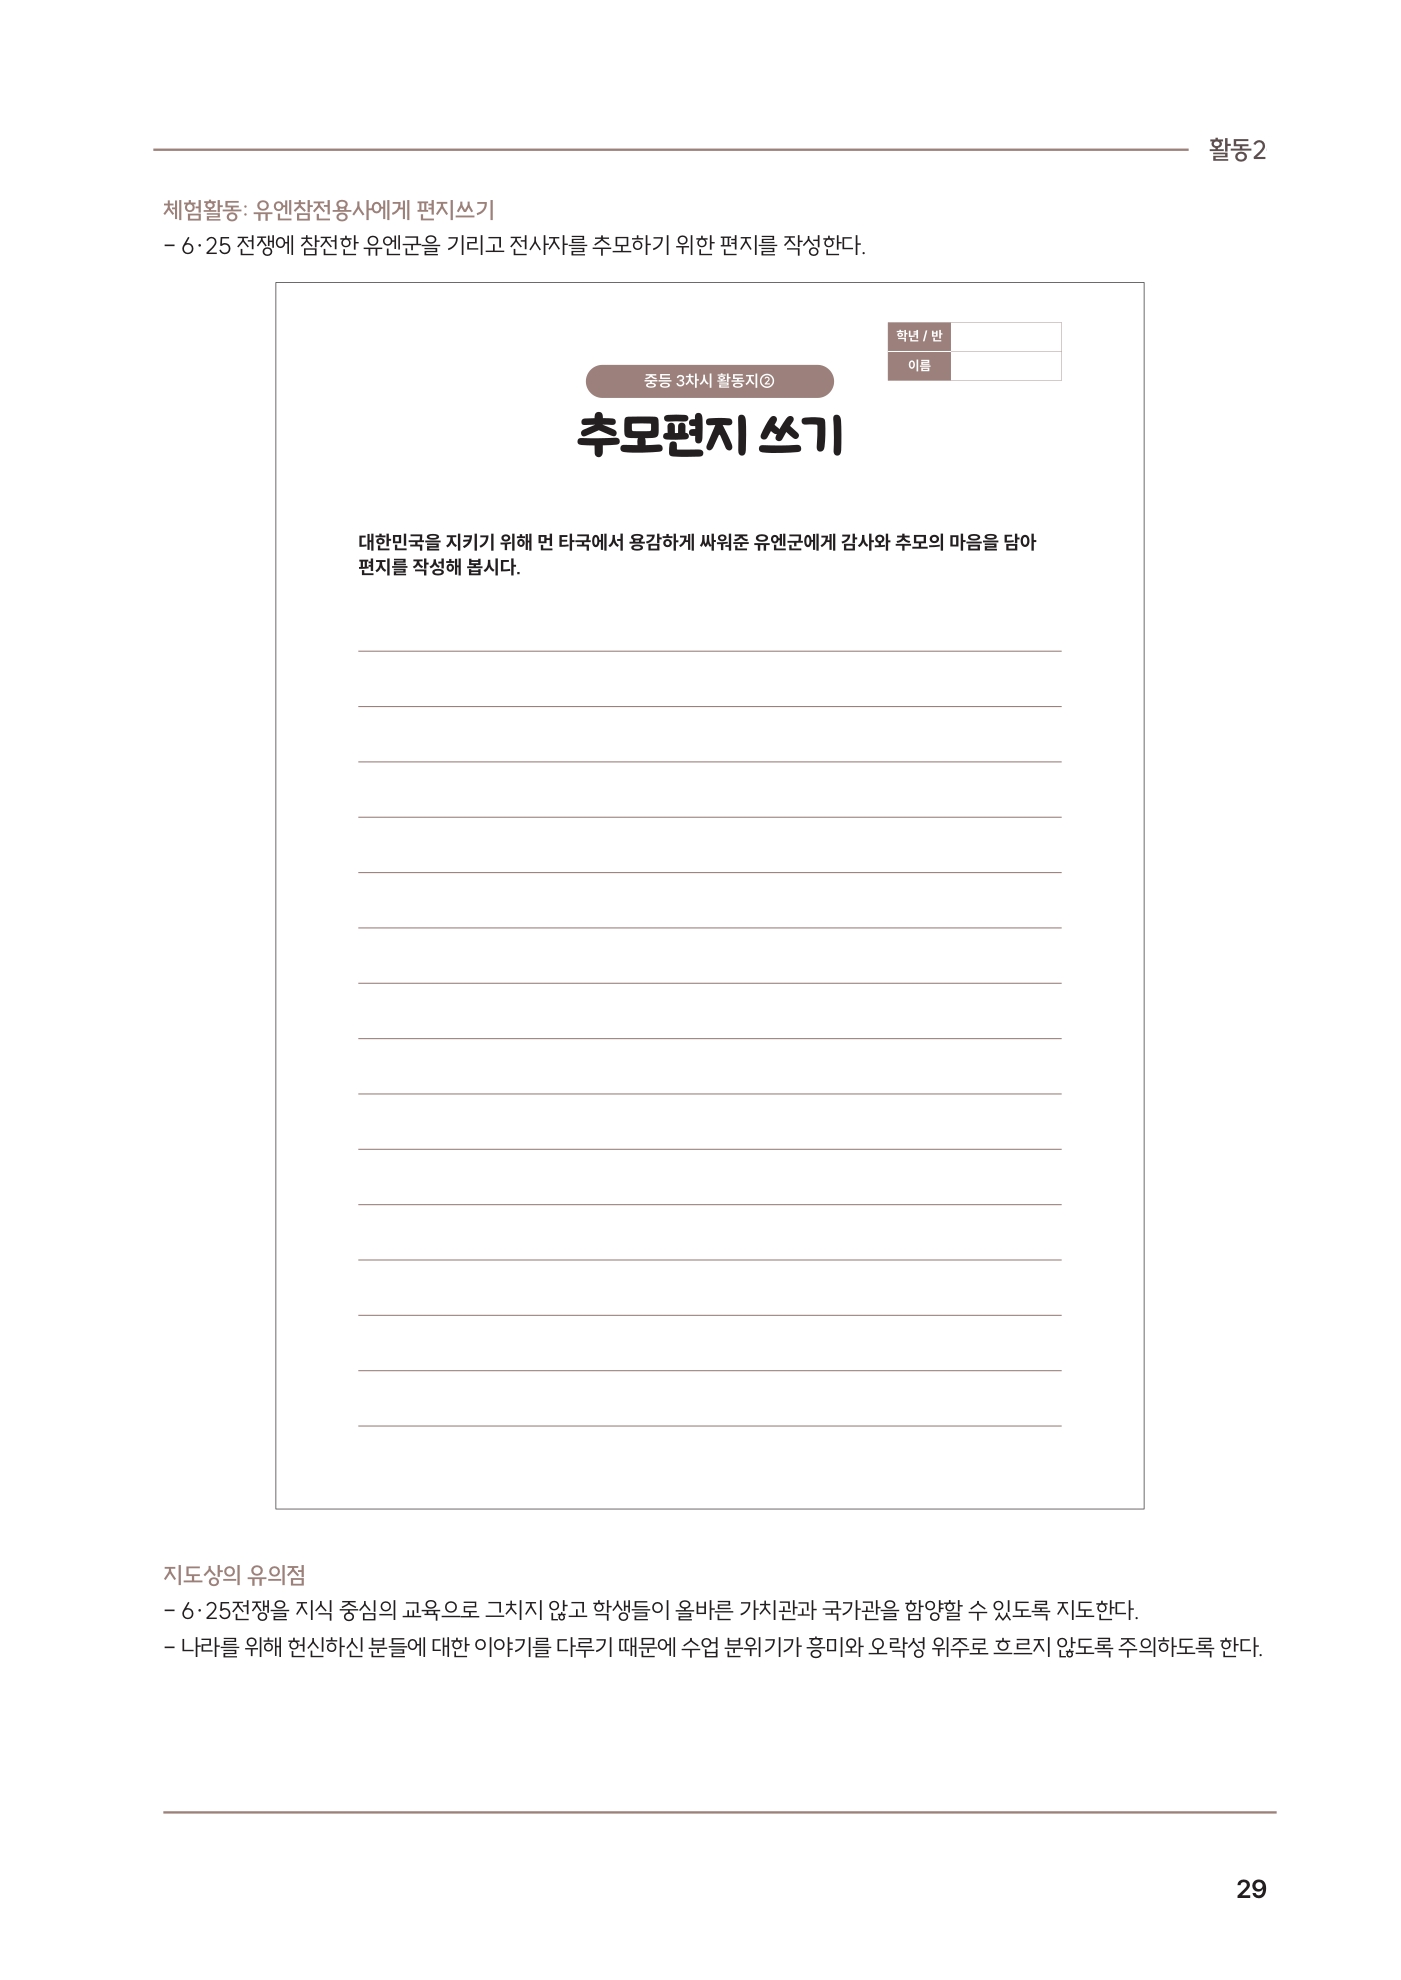 활동2
체험활동: 유엔참전용사에게 편지쓰기
- 6·25 전쟁에 참전한 유엔군을 기리고 전사자를 추모하기 위한 편지를 작성한다.
학년 / 반
이름
중등 3차시 활동지②
추모편지 쓰기
대한민국을 지키기 위해 먼 타국에서 용감하게 싸워준 유엔군에게 감사와 추모의 마음을 담아
편지를 작성해 봅시다.
지도상의 유의점
- 6·25전쟁을 지식 중심의 교육으로 그치지 않고 학생들이 올바른 가치관과 국가관을 함양할 수 있도록 지도한다.
- 나라를 위해 헌신하신 분들에 대한 이야기를 다루기 때문에 수업 분위기가 흥미와 오락성 위주로 흐르지 않도록 주의하도록 한다.
29